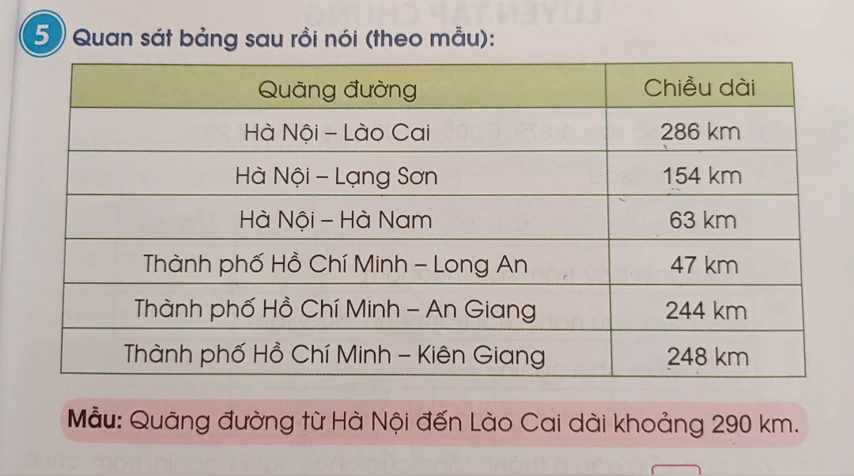 5 Quan sát bảng sau rồi nói (theo mẫu):
Quãng đường Chiều dài
Hà Nội – Lào Cai 286 km
Hà Nội – Lạng Sơn 154 km
Hà Nội – Hà Nam 63 km
Thành phố Hồ Chí Minh – Long An 47 km
Thành phố Hồ Chí Minh – An Giang 244 km
Thành phố Hồ Chí Minh – Kiên Giang 248 km
Mẫu: Quãng đường từ Hà Nội đến Lào Cai dài khoảng 290 km.